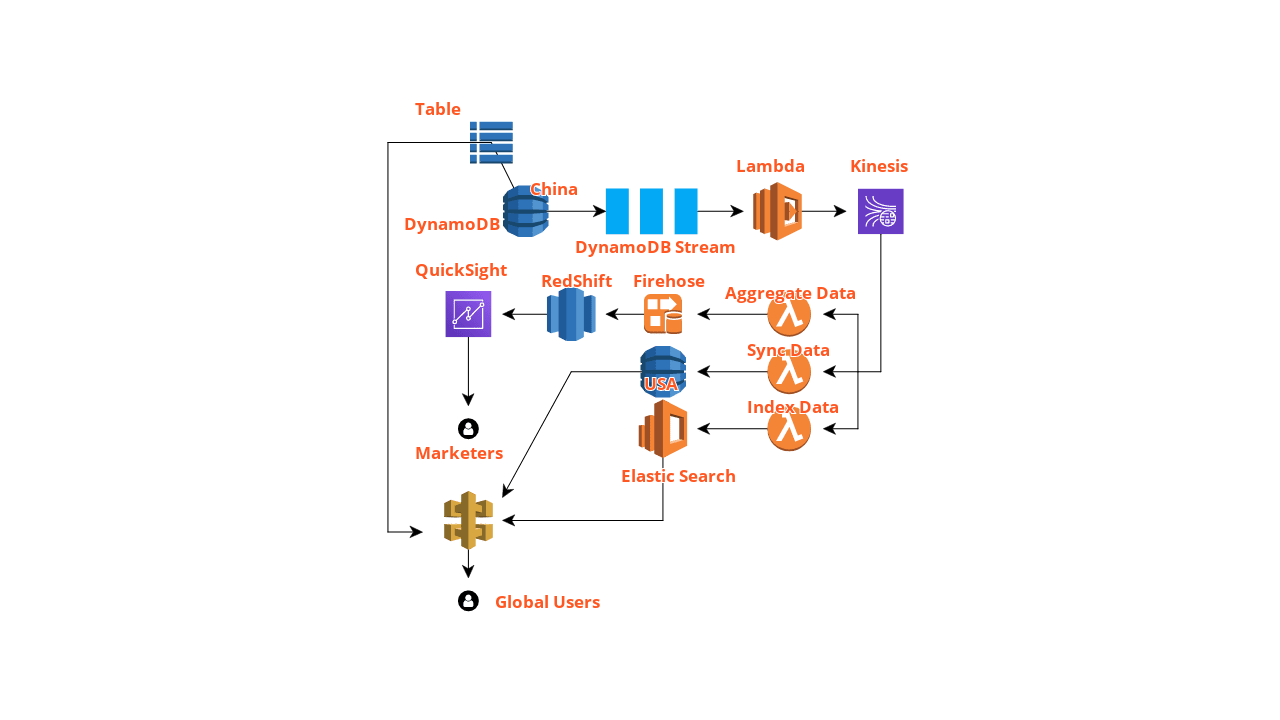 Table
Lambda
Kinesis
China
DynamoDB
DynamoDB Stream
QuickSight
RedShift
Firehose
Aggregate Data
Sync Data
USA
Index Data
Marketers
Elastic Search
Global Users